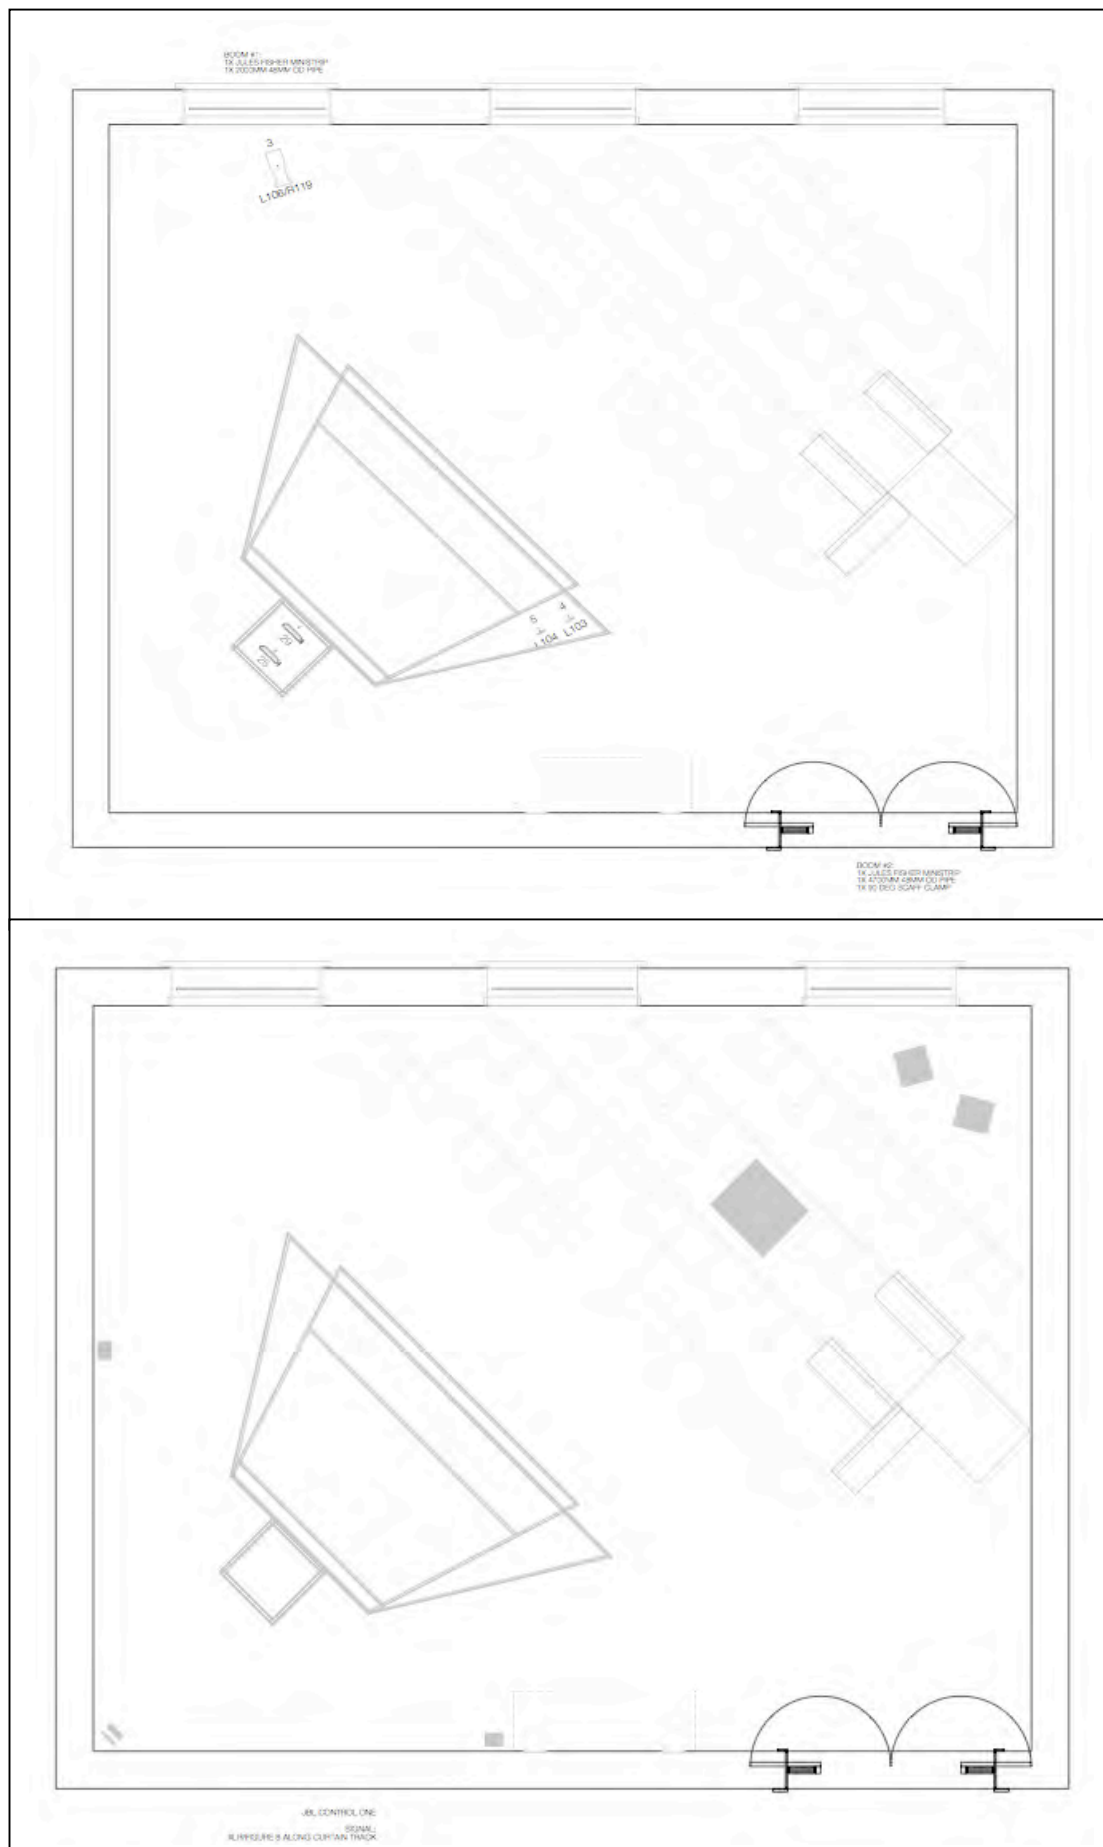 BOOM #1:
1X JULES FISHER MINISTRIP
1X 2000MM 48MM OD PIPE
3
L106/R119
4
5
L103
L104
29
BOOM #2:
1X JULES FISHER MINISTRIP
1X 4700MM 48MM OD PIPE
1X 90 DEG SCAFF CLAMP
JBL CONTROL ONE
SIGNAL:
XLR/FIGURE 8 ALONG CURTAIN TRACK